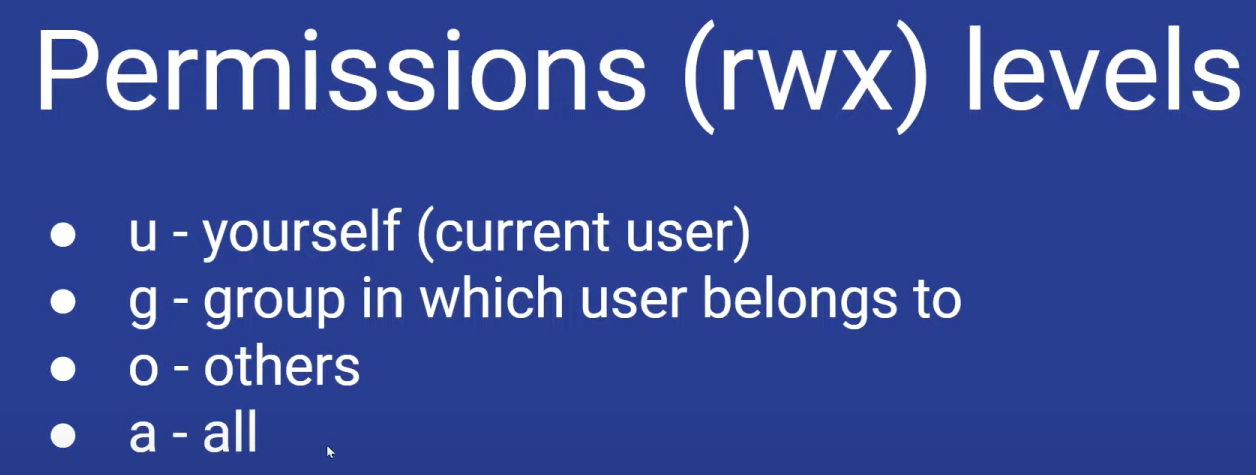 Permissions (rwx) levels
● u - yourself (current user)
● g - group in which user belongs to
● o - others
● a - all